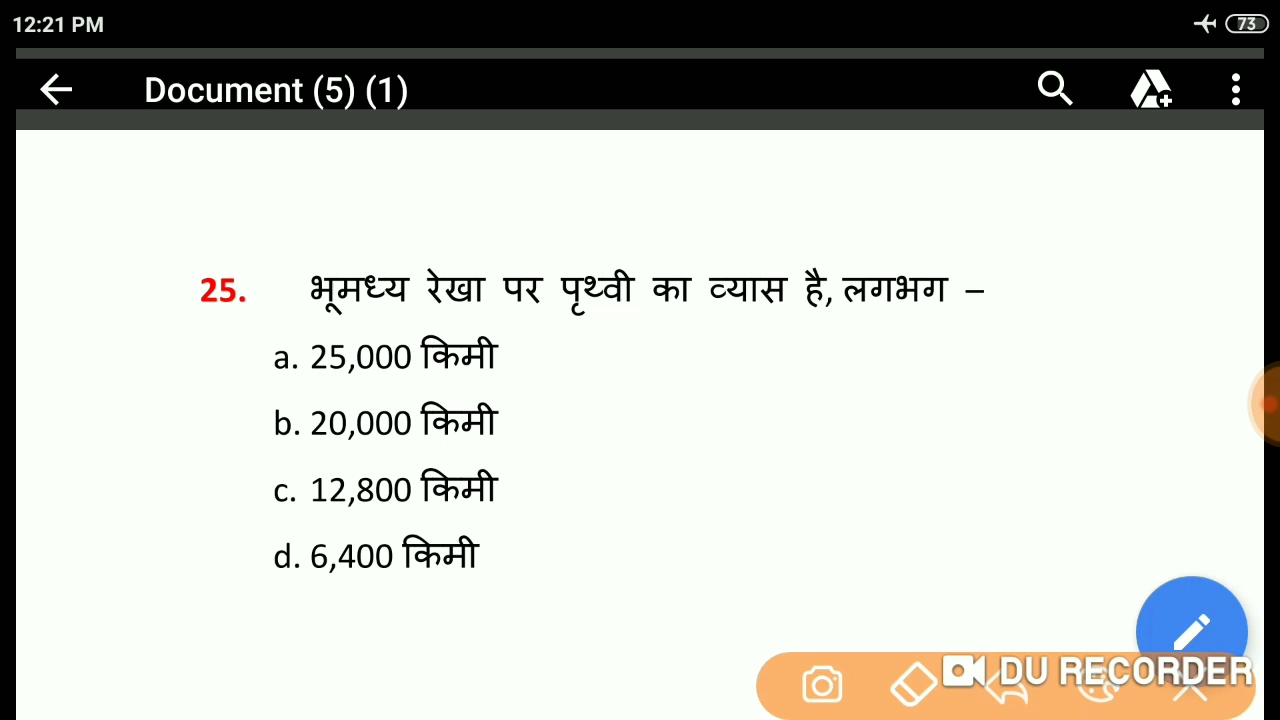 12:21 PM
73
Document (5) (1)
25. भूमध्य रेखा पर पृथ्वी का व्यास है, लगभग –
a. 25,000 किमी
b. 20,000 किमी
c. 12,800 किमी
d. 6,400 किमी
DU RECORDER